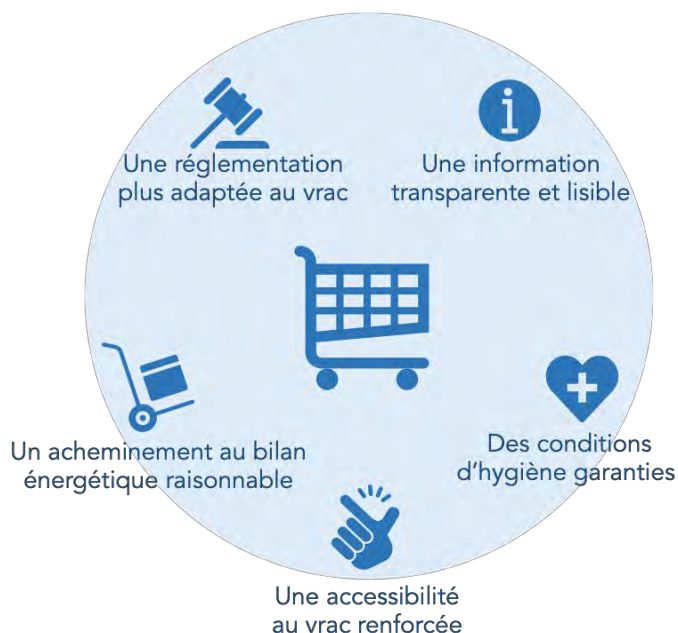 Une réglementation
plus adaptée au vrac
Une information
transparente et lisible
Un acheminement au bilan
énergétique raisonnable
Des conditions
d'hygiène garanties
Une accessibilité
au vrac renforcée